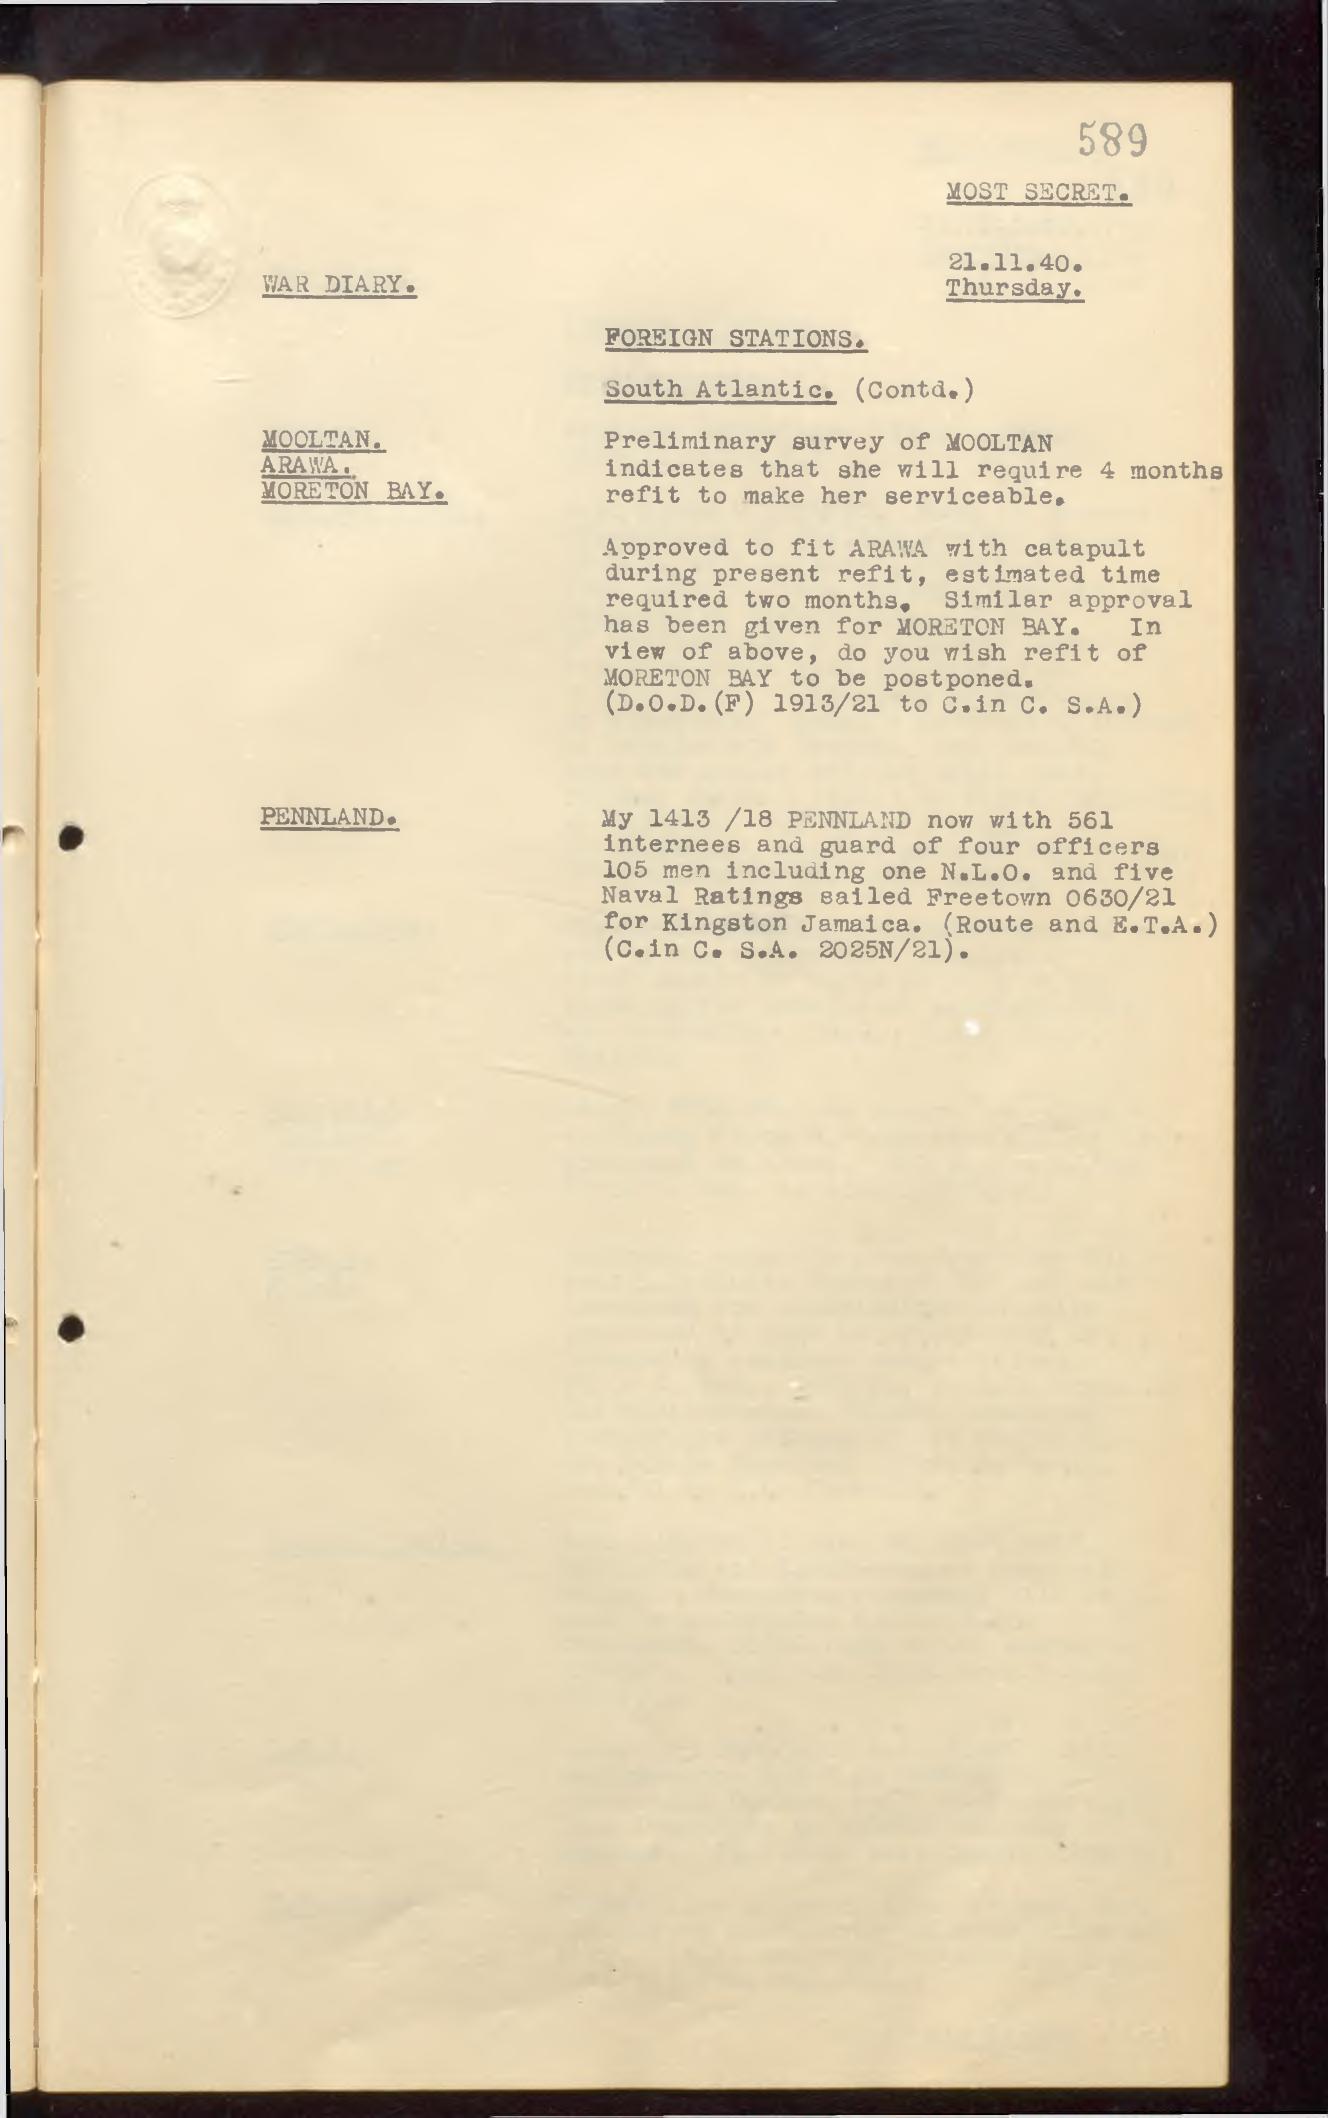 589
MOST SECRET.
21.11.40.
WAR DIARY.
Thursday.
FOREIGN STATIONS.
South Atlantic. (Contd.)
MOOLTAN.
ARAWA.
MORETON BAY.
Preliminary survey of MOOLTAN
indicates that she will require 4 months
refit to make her serviceable.
Approved to fit ARAWA with catapult
during present refit, estimated time
required two months. Similar approval
has been given for MORETON BAY. In
view of above, do you wish refit of
MORETON BAY to be postponed.
(D.O.D.(F) 1913/21 to C.in C. S.A.)
PENNLAND.
My 1413 /18 PENNLAND now with 561
internees and guard of four officers
105 men including one N.L.O. and five
Naval Ratings sailed Freetown 0630/21
for Kingston Jamaica. (Route and E.T.A.)
(C.in C. S.A. 2025N/21).